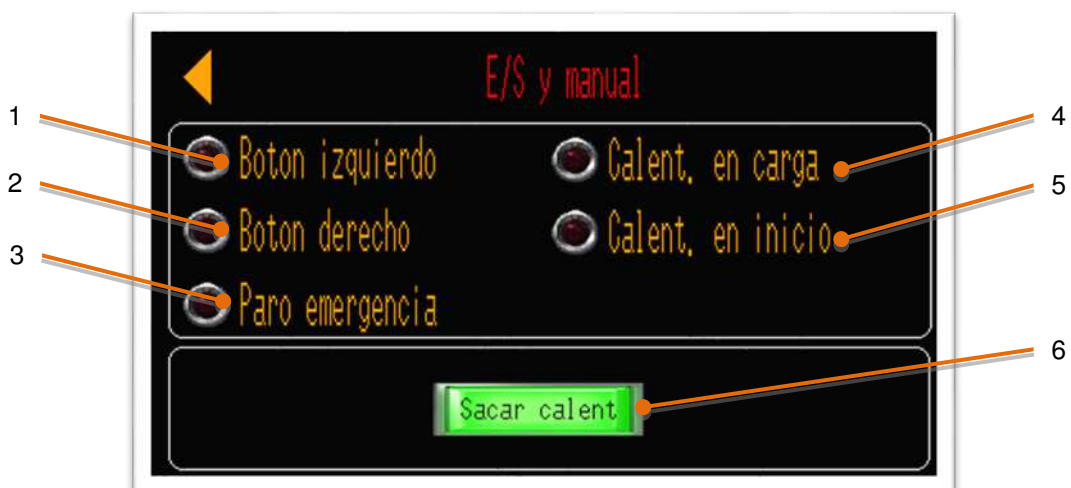 E/S y manual
1
Boton izquierdo
Calent. en carga
4
2
Boton derecho
Calent. en inicio
5
3
Paro emergencia
6
Sacar calent